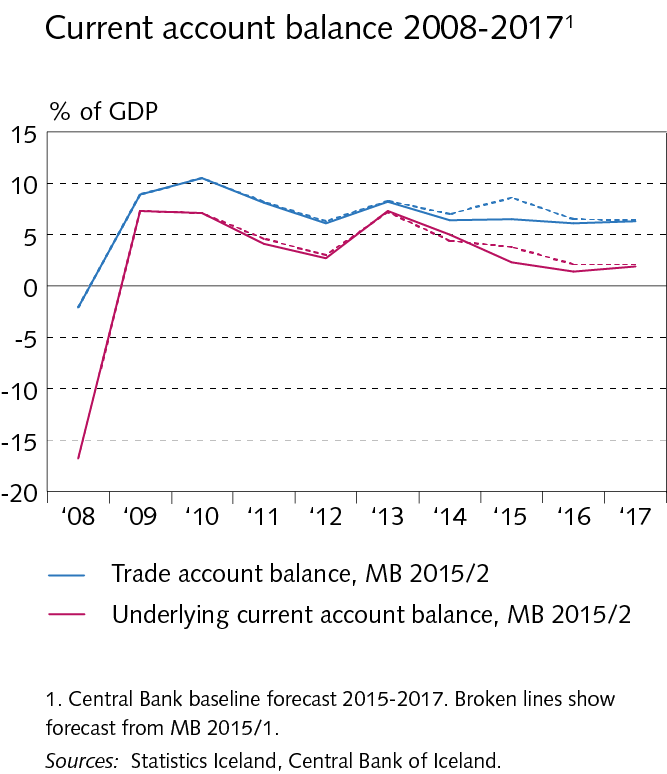 Current account balance 2008-2017¹
% of GDP
15
10
5
0
-5
-10
-15
-20
‘08 ‘09 ‘10 ‘11 ‘12 ‘13 ‘14 ‘15 ‘16 ‘17
Trade account balance, MB 2015/2
Underlying current account balance, MB 2015/2
1. Central Bank baseline forecast 2015-2017. Broken lines show
forecast from MB 2015/1.
Sources: Statistics Iceland, Central Bank of Iceland.